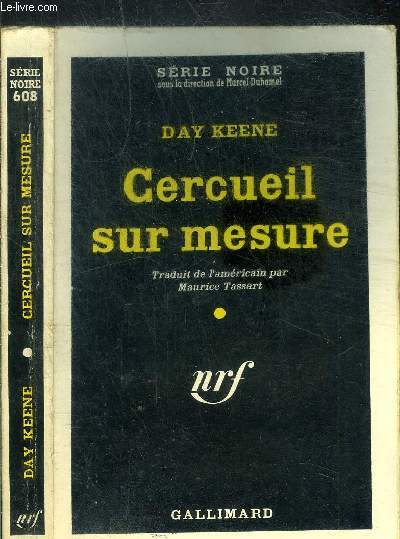 SÉRIE NOIRE
sous la direction de Marcel Duhamel
DAY KEENE
Cercueil
sur mesure
Traduit de l'américain par
Maurice Tassart
nrf
GALLIMARD
SÉRIE
NOIRE
608
CERCUEIL SUR MESURE
DAY KEENE
nrf
Le-livre.com